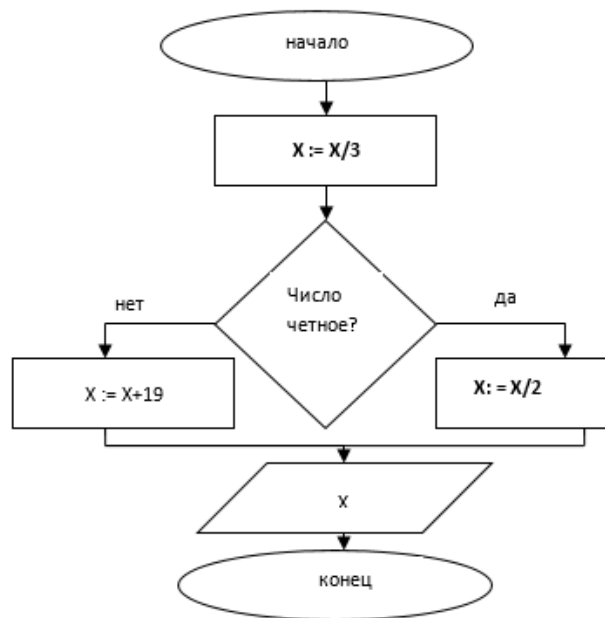 начало
X := X/3
Число
четное?
нет
да
X := X+19
X: = X/2
X
конец